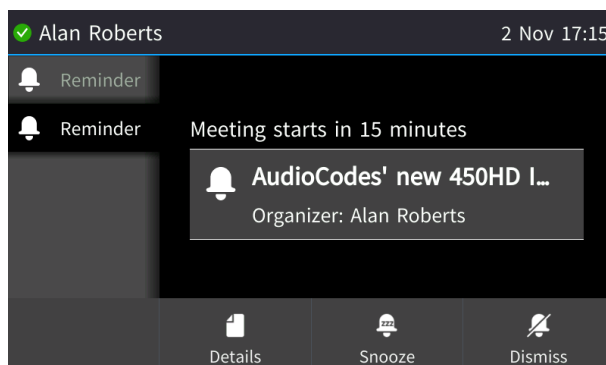 Alan Roberts 2 Nov 17:15
Reminder
Reminder
Meeting starts in 15 minutes
AudioCodes' new 450HD I...
Organizer: Alan Roberts
zzz
Details Snooze Dismiss